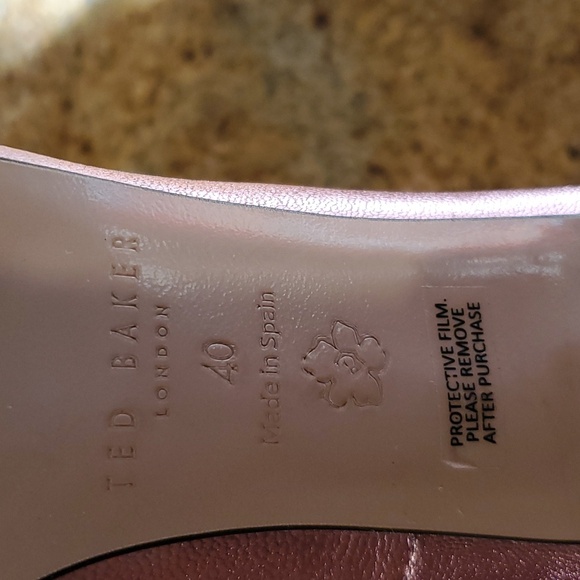 TED BAKER
LONDON
40
Made in Spain
PROTECTIVE FILM.
PLEASE REMOVE
AFTER PURCHASE